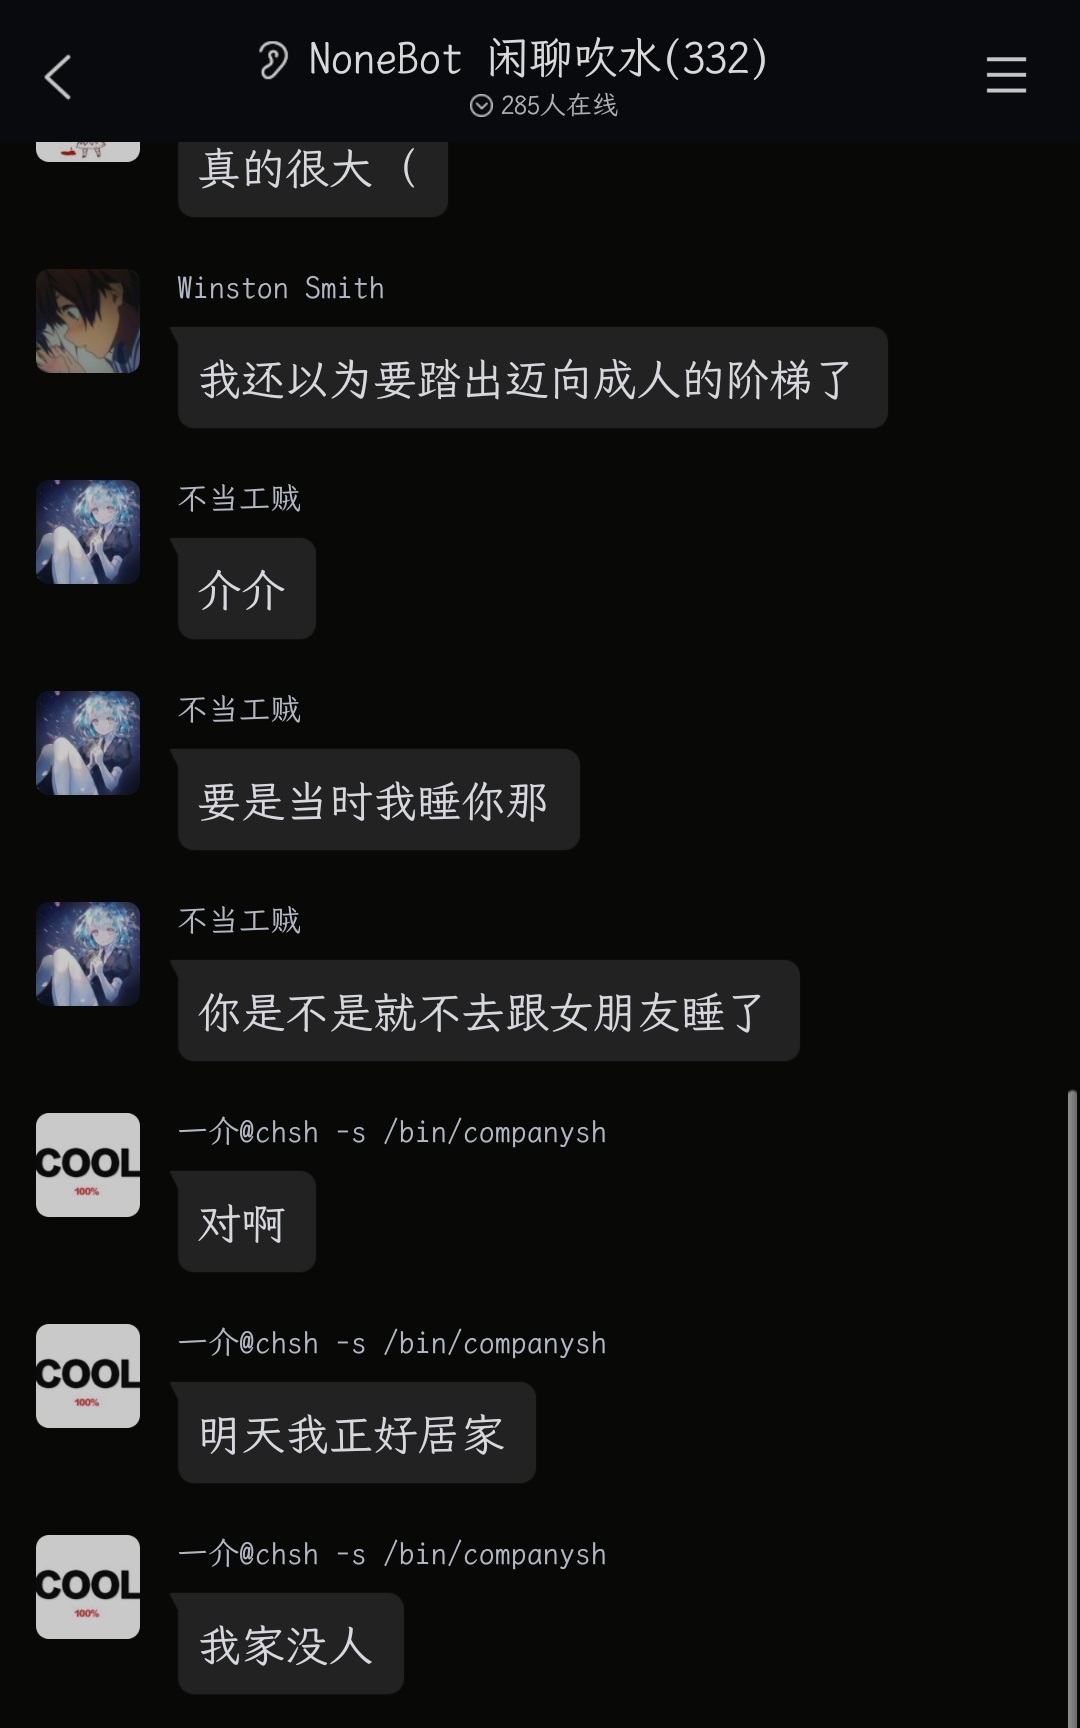 NoneBot 闲聊吹水(332)
285人在线
真的很大（
Winston Smith
我还以为要踏出迈向成人的阶梯了
不当工贼
介介
不当工贼
要是当时我睡你那
不当工贼
你是不是就不去跟女朋友睡了
COOL
100%
一介@chsh -s /bin/companysh
对啊
COOL
100%
一介@chsh -s /bin/companysh
明天我正好居家
COOL
100%
一介@chsh -s /bin/companysh
我家没人